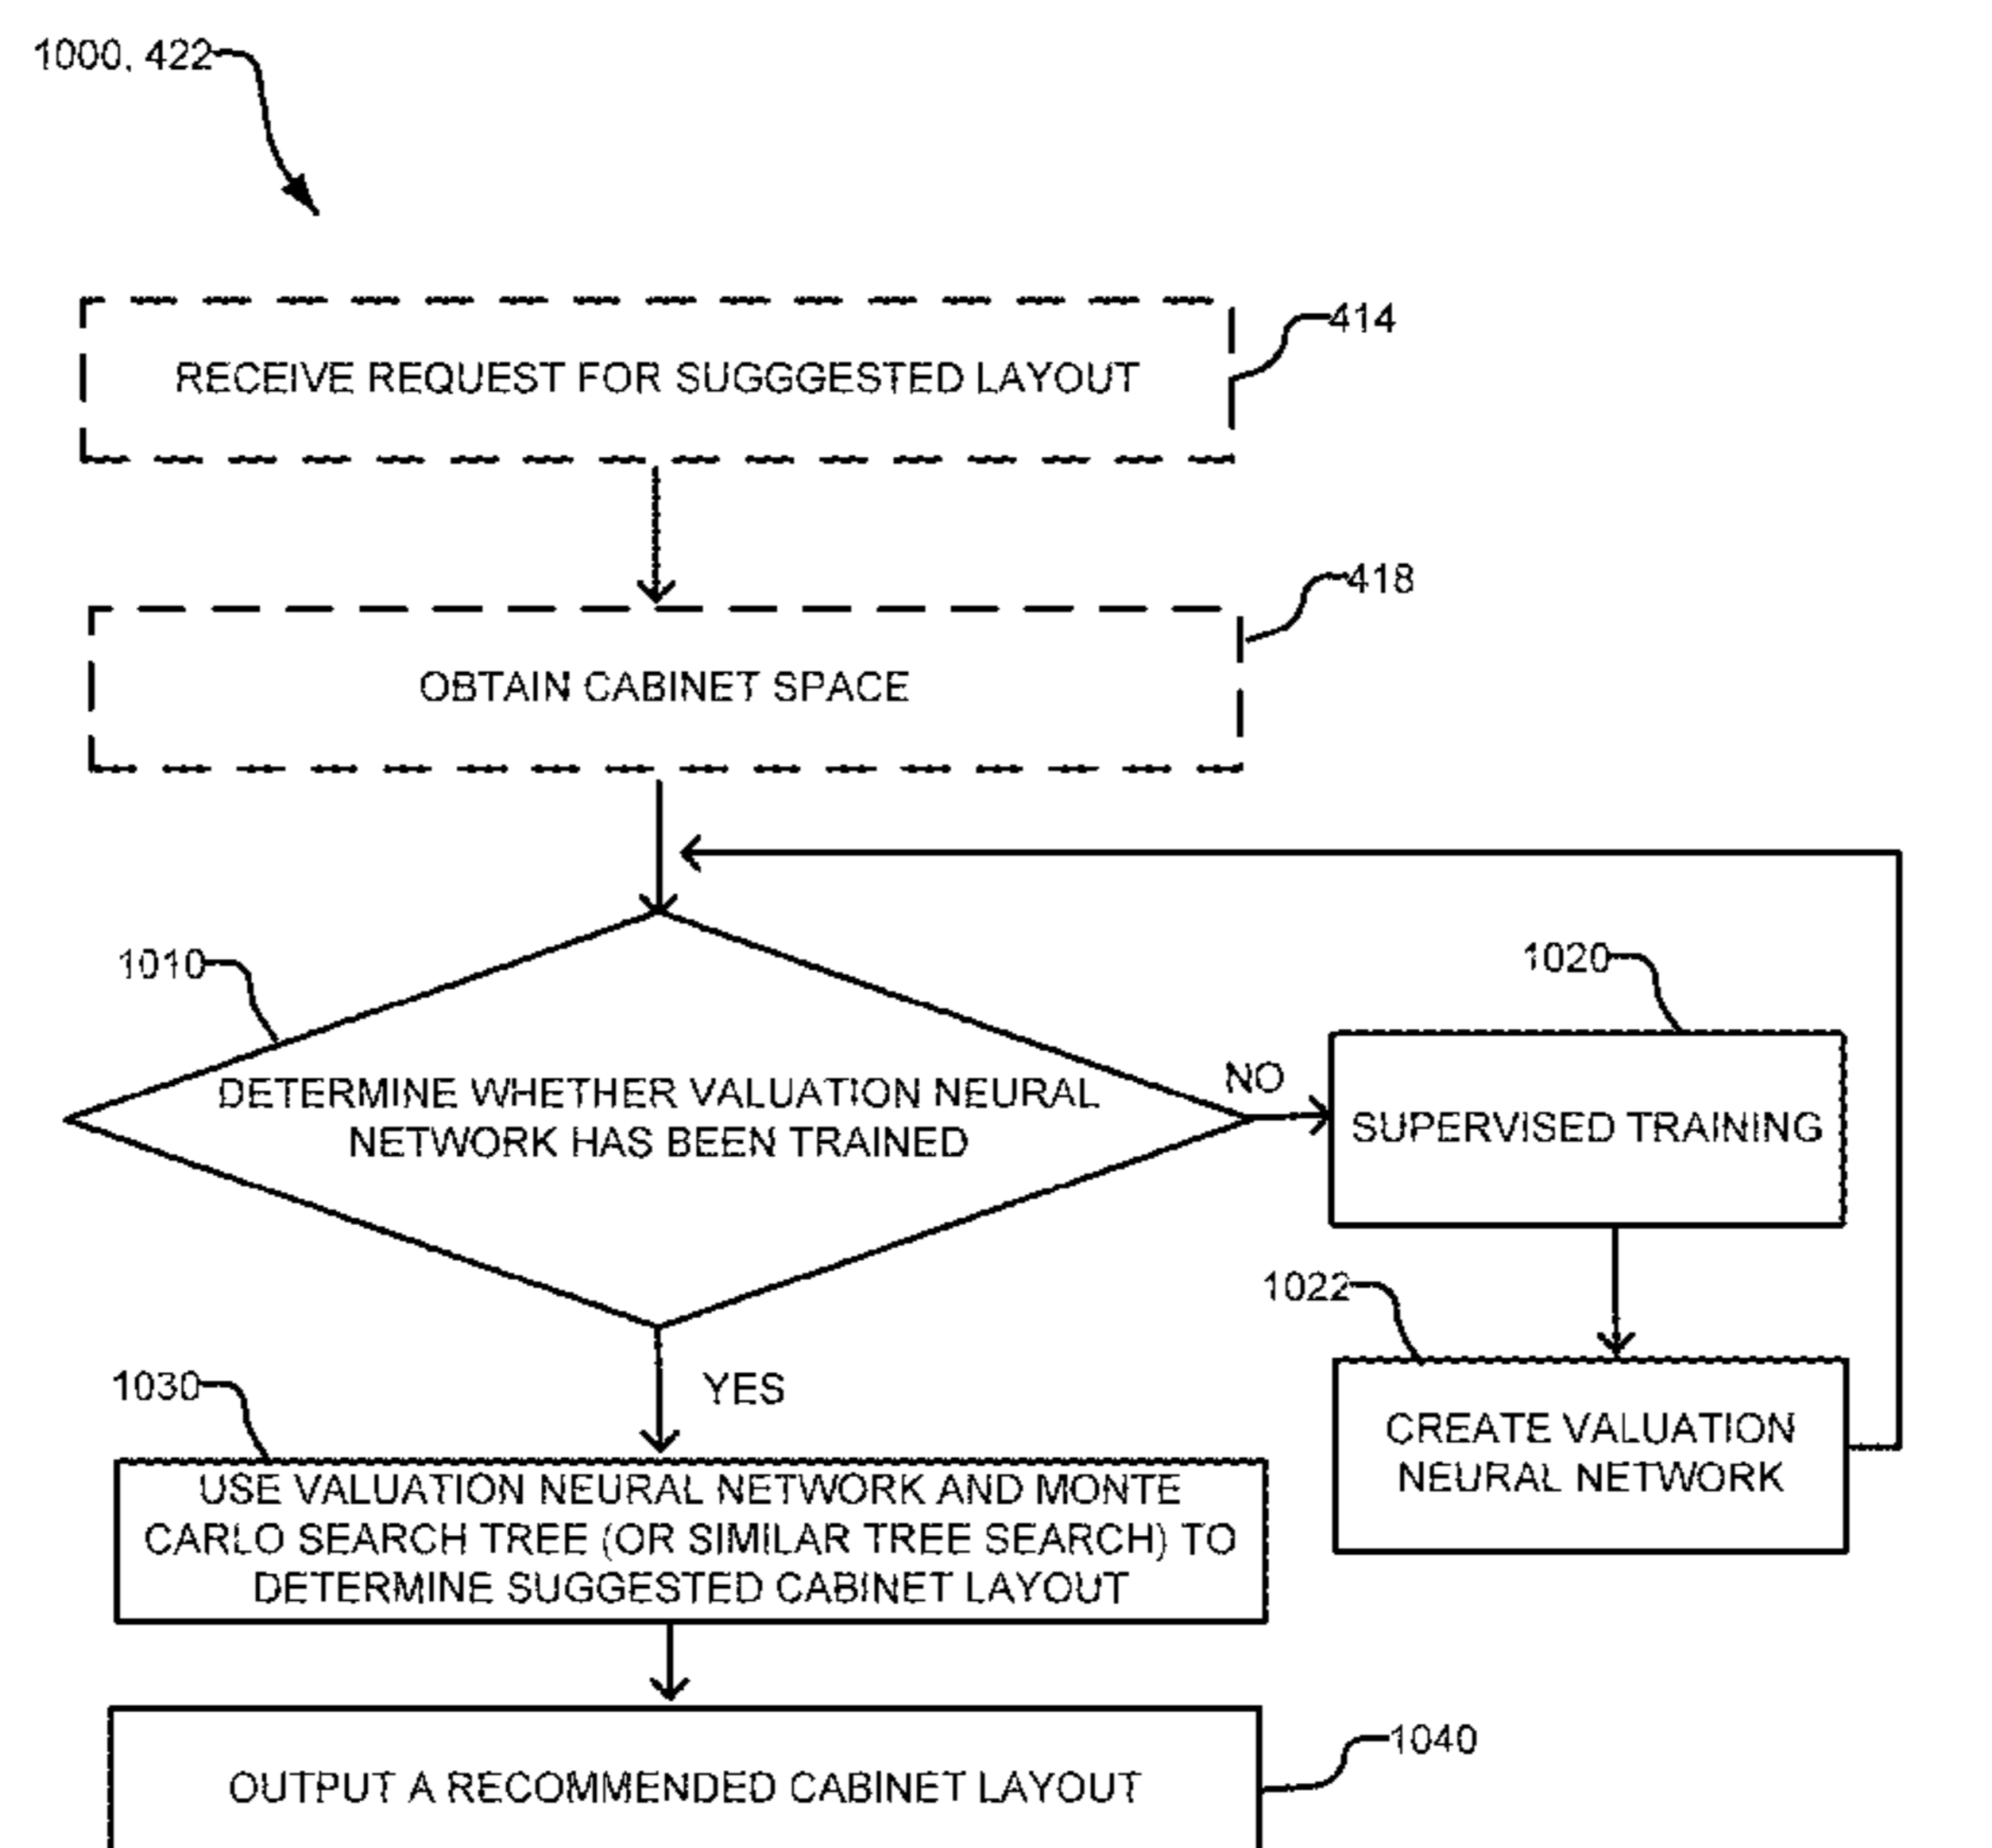 1000, 422
414
RECEIVE REQUEST FOR SUGGGESTED LAYOUT
418
OBTAIN CABINET SPACE
1010
DETERMINE WHETHER VALUATION NEURAL
NETWORK HAS BEEN TRAINED
NO
1020
SUPERVISED TRAINING
1022
CREATE VALUATION
NEURAL NETWORK
YES
1030
USE VALUATION NEURAL NETWORK AND MONTE
CARLO SEARCH TREE (OR SIMILAR TREE SEARCH) TO
DETERMINE SUGGESTED CABINET LAYOUT
1040
OUTPUT A RECOMMENDED CABINET LAYOUT